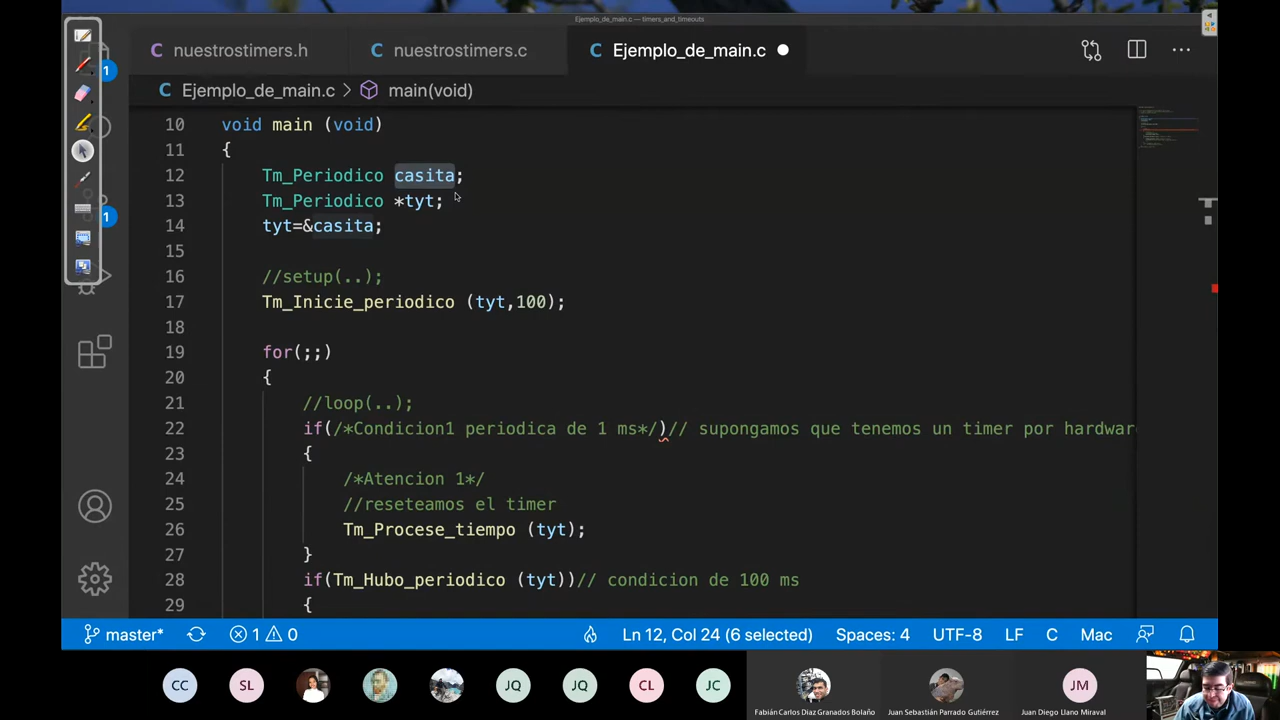 Ejemplo_de_main.c — timers_and_timeouts
C nuestrostimers.h
C nuestrostimers.c
C Ejemplo_de_main.c
C Ejemplo_de_main.c > main(void)
1
1
10 void main (void)
11 {
12 Tm_Periodico casita;
13 Tm_Periodico *tyt;
14 tyt=&casita;
15
16 //setup(..);
17 Tm_Inicie_periodico (tyt,100);
18
19 for(;;)
20 {
21 //loop(..);
22 if(/*Condicion1 periodica de 1 ms*/)// supongamos que tenemos un timer por hardwar
23 {
24 /*Atencion 1*/
25 //reseteamos el timer
26 Tm_Procese_tiempo (tyt);
27 }
28 if(Tm_Hubo_periodico (tyt))// condicion de 100 ms
29 {
master* 1 0 Ln 12, Col 24 (6 selected) Spaces: 4 UTF-8 LF C Mac
CC SL JQ JQ CL JC JM
Fabián Carlos Diaz Granados Bolaño Juan Sebastián Parrado Gutiérrez Juan Diego Llano Miraval